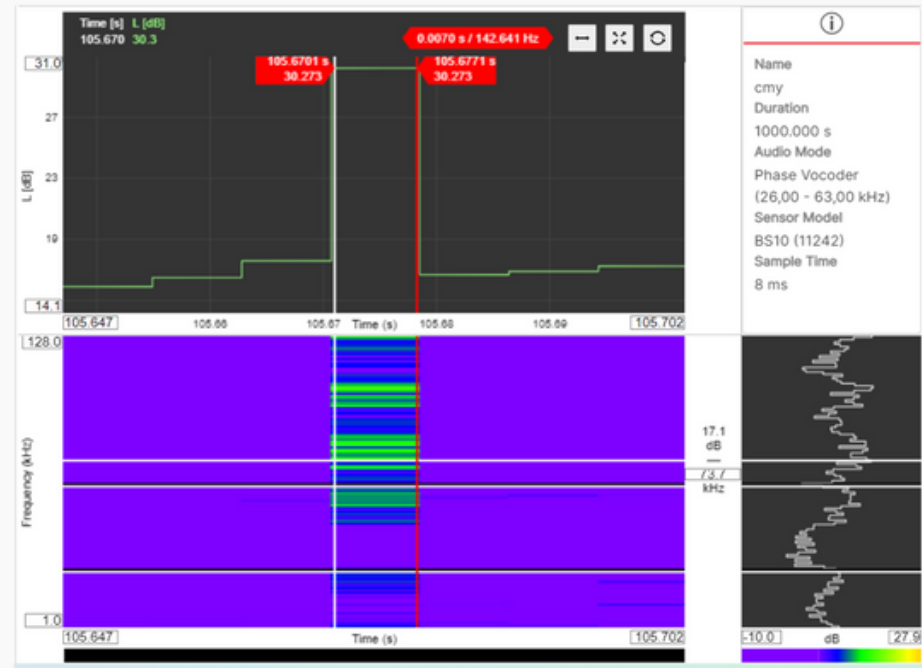 Time [s] L [dB]
105.670 30.3
0.0070 s / 142.641 Hz
105.6701 s
30.273
105.6771 s
30.273
31.0
27
23
19
14.1
L [dB]
105.647
105.66
105.67
Time (s)
105.68
105.69
105.702
128.0
Frequency (kHz)
1.0
17.1
dB
73.7
kHz
105.647
Time (s)
105.702
Name
cmy
Duration
1000.000 s
Audio Mode
Phase Vocoder
(26,00 - 63,00 kHz)
Sensor Model
BS10 (11242)
Sample Time
8 ms
-10.0
dB
27.9